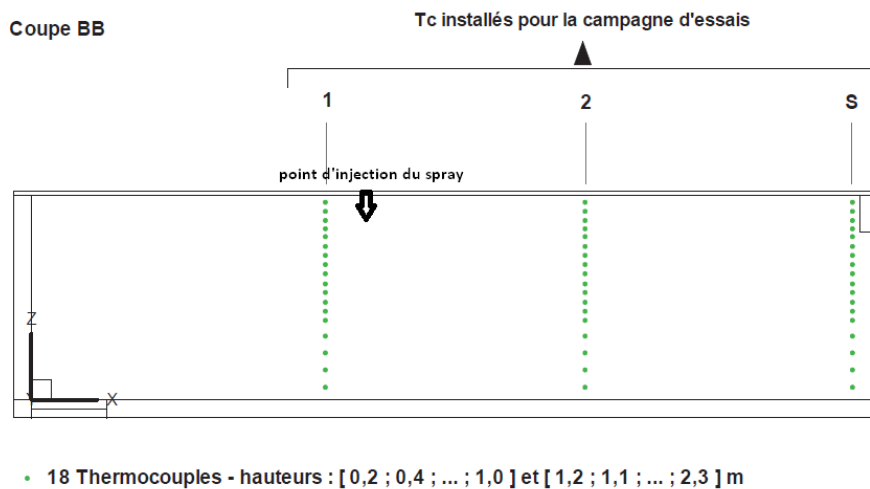 Coupe BB
Tc installés pour la campagne d'essais
1
2
S
point d'injection du spray
Z
X
18 Thermocouples - hauteurs : [ 0,2 ; 0,4 ; ... ; 1,0 ] et [ 1,2 ; 1,1 ; ... ; 2,3 ] m